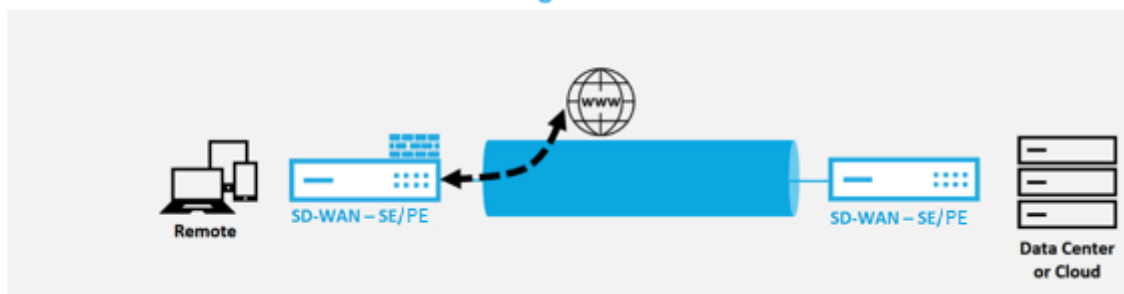 www
SD-WAN – SE/PE
SD-WAN – SE/PE
Remote
Data Center
or Cloud